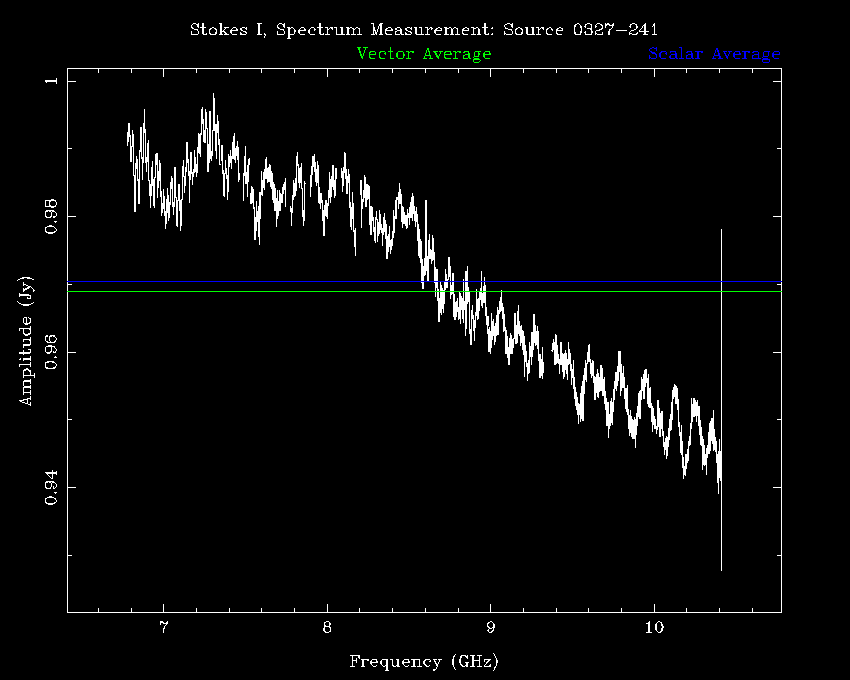 Stokes I, Spectrum Measurement: Source 0327-241
Vector Average
Scalar Average
1
0.98
0.96
0.94
Amplitude (Jy)
7 8 9 10
Frequency (GHz)